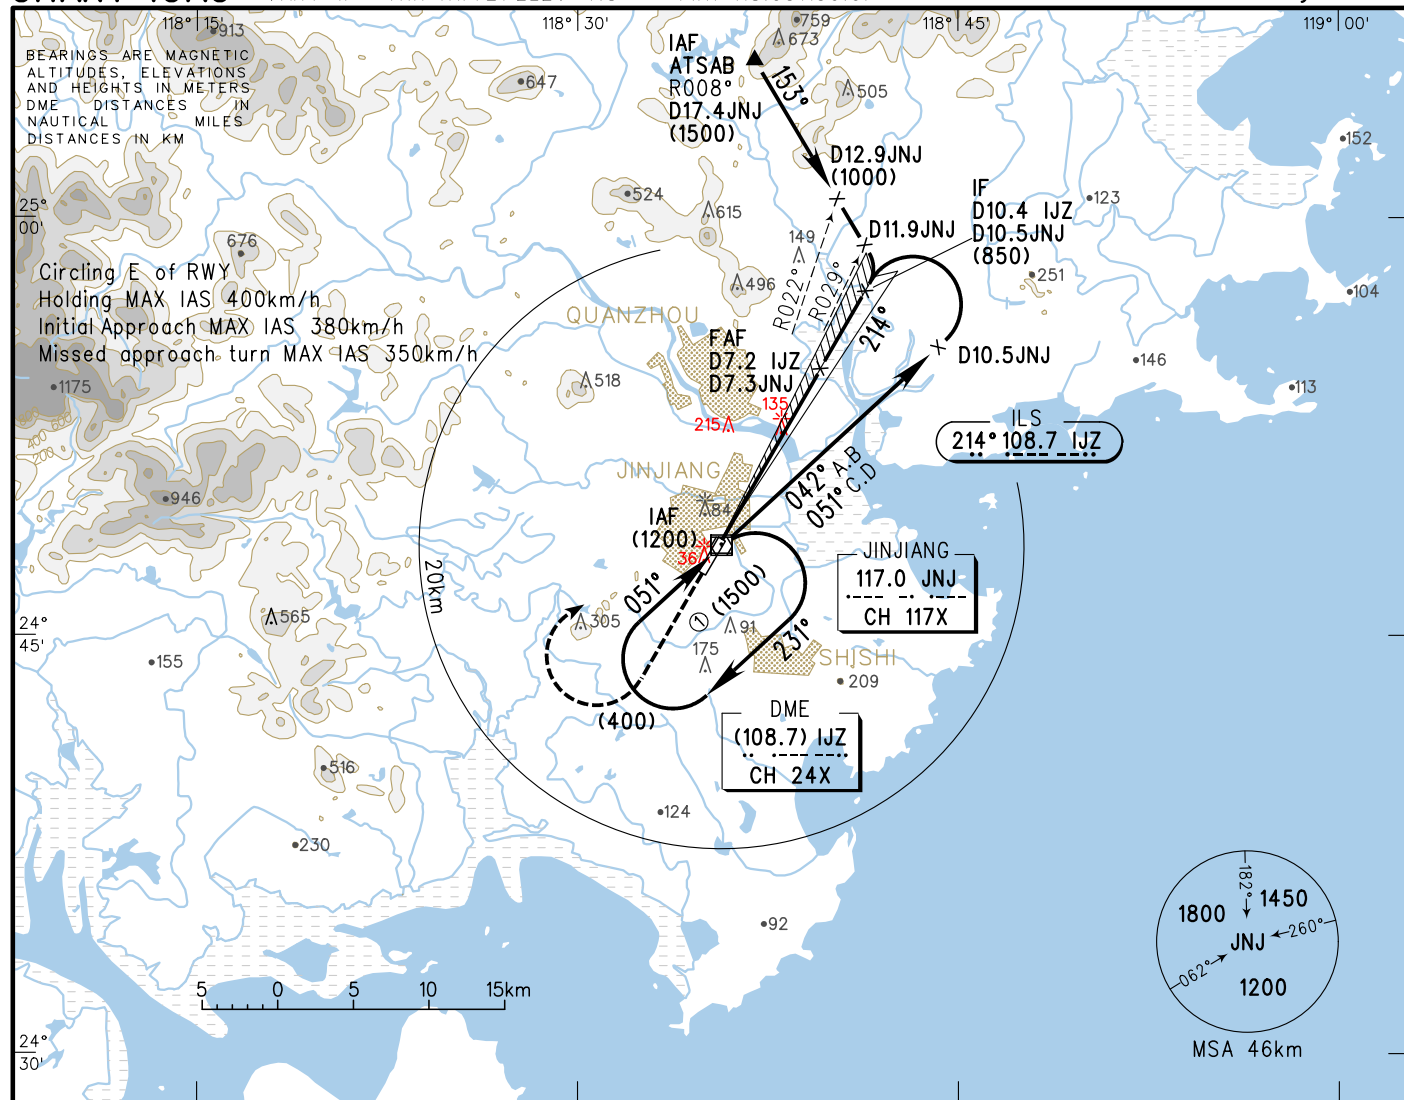 118° 15'
118° 30'
118° 45'
119° 00'
BEARINGS ARE MAGNETIC
ALTITUDES, ELEVATIONS
AND HEIGHTS IN METERS
DME DISTANCES IN
NAUTICAL MILES
DISTANCES IN KM
913
759
673
647
505
IAF
ATSAB
R008°
D17.4JNJ
(1500)
153°
D12.9JNJ
(1000)
152
524
615
123
25°
00'
676
149
D11.9JNJ
IF
D10.4 IJZ
D10.5JNJ
(850)
251
104
Circling E of RWY
Holding MAX IAS 400km/h
Initial Approach MAX IAS 380km/h
Missed approach turn MAX IAS 350km/h
496
R022°
R029°
214°
QUANZHOU
FAF
D7.2 IJZ
D7.3JNJ
D10.5JNJ
146
113
1175
518
400
600
200
135
215
ILS
214° 108.7 IJZ
JINJIANG
042° A.B
051° C.D
946
84
IAF
(1200)
36
20km
051°
① (1500)
JINJIANG
117.0 JNJ
CH 117X
565
305
91
231°
175
SHISHI
209
24°
45'
155
(400)
DME
(108.7) IJZ
CH 24X
516
124
230
92
182°
1450
1800
JNJ
260°
062°
1200
MSA 46km
5 0 5 10 15km
24°
30'